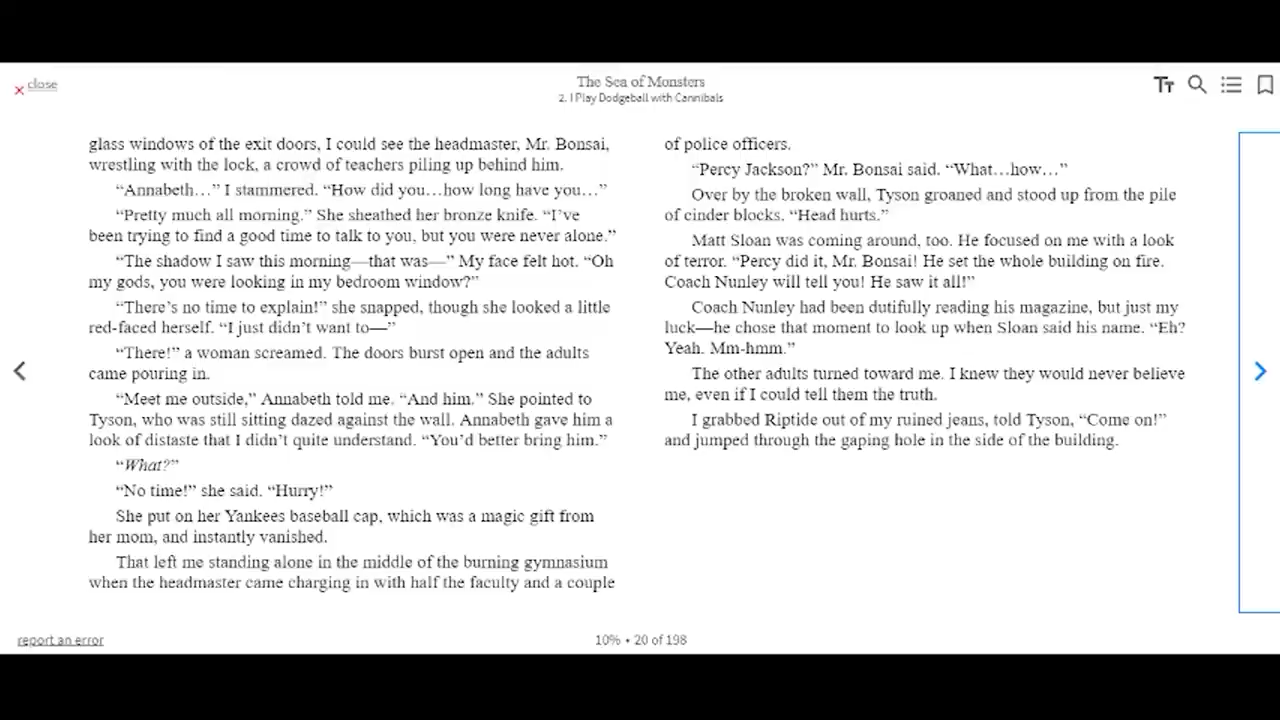 close
The Sea of Monsters
2. I Play Dodgeball with Cannibals
glass windows of the exit doors, I could see the headmaster, Mr. Bonsai,
wrestling with the lock, a crowd of teachers piling up behind him.
“Annabeth…” I stammered. “How did you…how long have you…”
“Pretty much all morning.” She sheathed her bronze knife. “I’ve
been trying to find a good time to talk to you, but you were never alone.”
“The shadow I saw this morning—that was—” My face felt hot. “Oh
my gods, you were looking in my bedroom window?”
“There’s no time to explain!” she snapped, though she looked a little
red-faced herself. “I just didn’t want to—”
“There!” a woman screamed. The doors burst open and the adults
came pouring in.
“Meet me outside,” Annabeth told me. “And him.” She pointed to
Tyson, who was still sitting dazed against the wall. Annabeth gave him a
look of distaste that I didn’t quite understand. “You’d better bring him.”
“What?”
“No time!” she said. “Hurry!”
She put on her Yankees baseball cap, which was a magic gift from
her mom, and instantly vanished.
That left me standing alone in the middle of the burning gymnasium
when the headmaster came charging in with half the faculty and a couple
of police officers.
“Percy Jackson?” Mr. Bonsai said. “What…how…”
Over by the broken wall, Tyson groaned and stood up from the pile
of cinder blocks. “Head hurts.”
Matt Sloan was coming around, too. He focused on me with a look
of terror. “Percy did it, Mr. Bonsai! He set the whole building on fire.
Coach Nunley will tell you! He saw it all!”
Coach Nunley had been dutifully reading his magazine, but just my
luck—he chose that moment to look up when Sloan said his name. “Eh?
Yeah. Mm-hmm.”
The other adults turned toward me. I knew they would never believe
me, even if I could tell them the truth.
I grabbed Riptide out of my ruined jeans, told Tyson, “Come on!”
and jumped through the gaping hole in the side of the building.
report an error
10% • 20 of 198